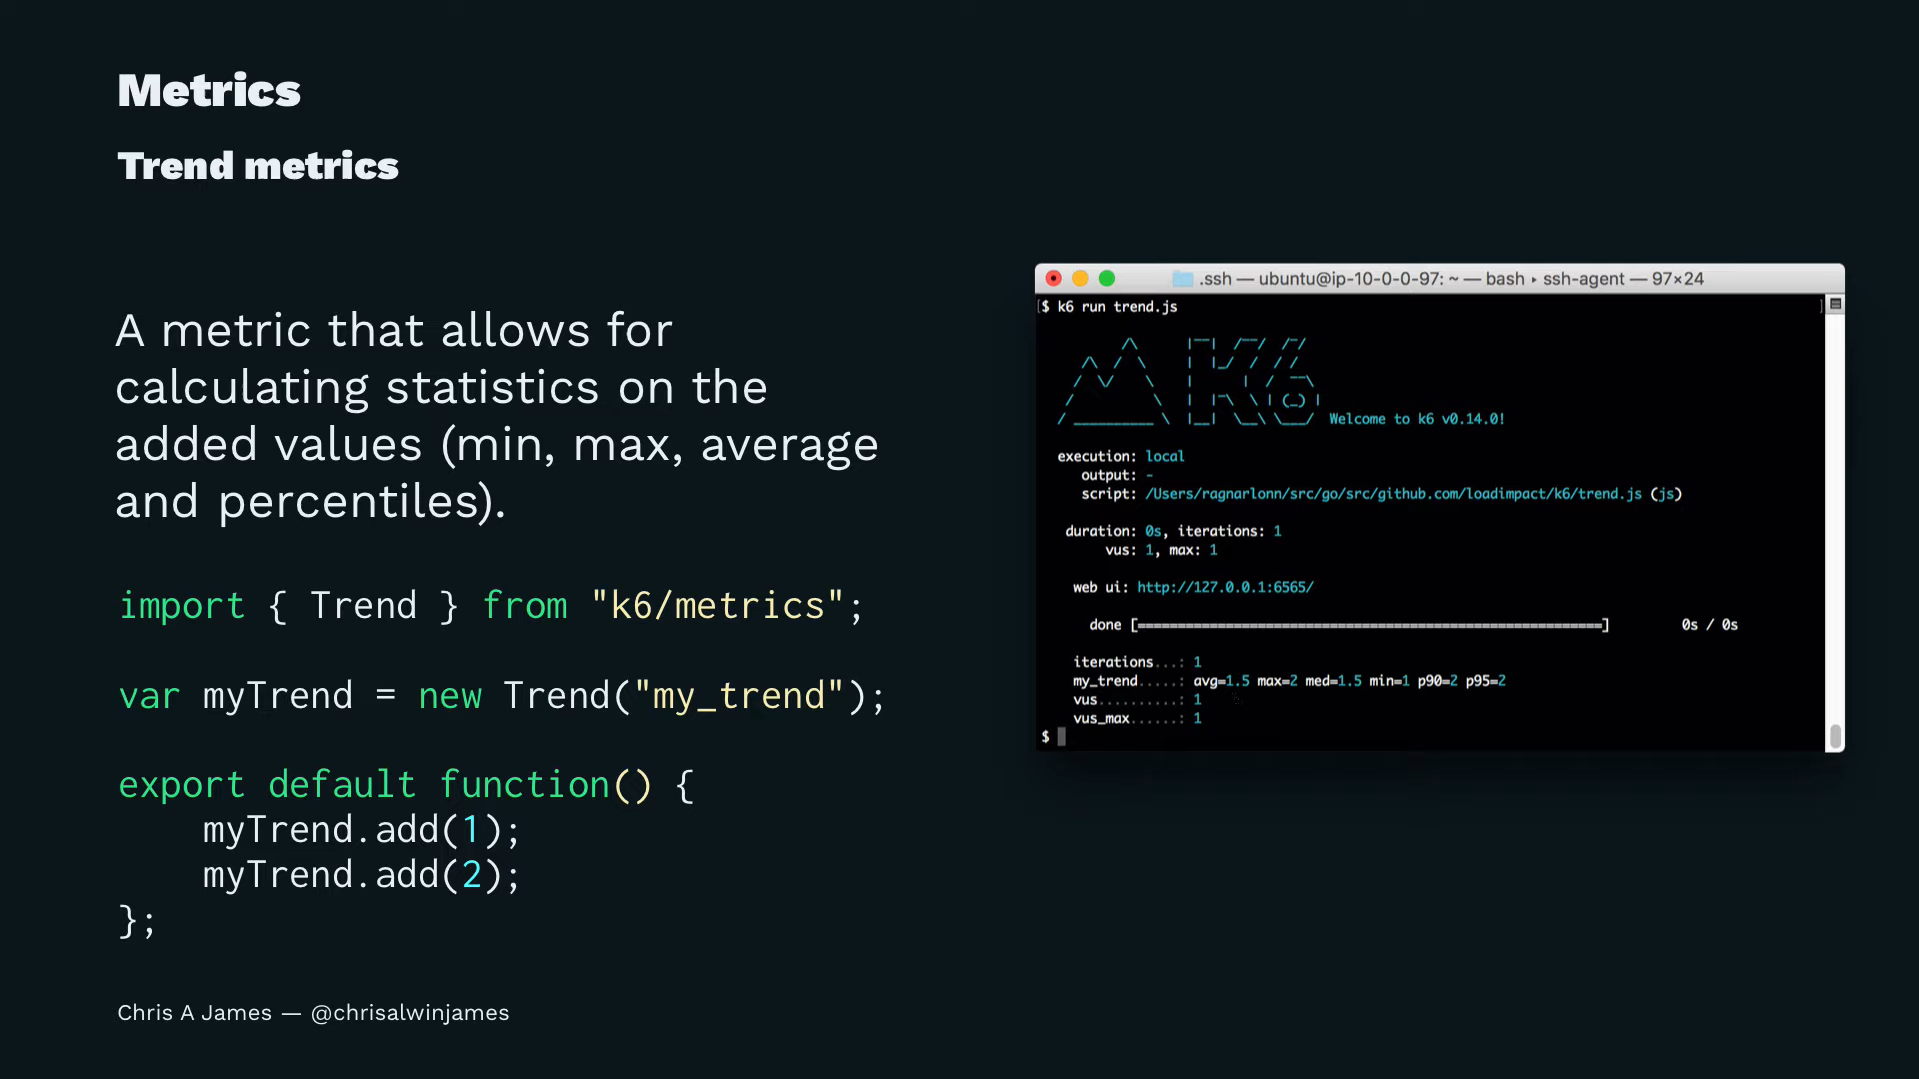 Metrics
Trend metrics
A metric that allows for
calculating statistics on the
added values (min, max, average
and percentiles).
import { Trend } from "k6/metrics";
var myTrend = new Trend("my_trend");
export default function() {
    myTrend.add(1);
    myTrend.add(2);
};
Chris A James — @chrisalwinjames
.ssh — ubuntu@ip-10-0-0-97: ~ — bash ‣ ssh-agent — 97×24
[$ k6 run trend.js ]
Welcome to k6 v0.14.0!
execution: local
output: -
script: /Users/ragnarlonn/src/go/src/github.com/loadimpact/k6/trend.js (js)
duration: 0s, iterations: 1
vus: 1, max: 1
web ui: http://127.0.0.1:6565/
done [==========================================================] 0s / 0s
iterations...: 1
my_trend.....: avg=1.5 max=2 med=1.5 min=1 p90=2 p95=2
vus..........: 1
vus_max......: 1
$